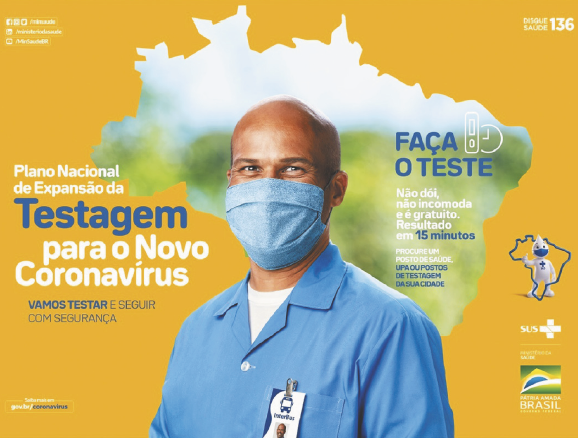 /minsaude
/ministeriodasaude
/MinSaudeBR
DISQUE
SAÚDE 136
Plano Nacional
de Expansão da
Testagem
para o Novo
Coronavírus
VAMOS TESTAR E SEGUIR
COM SEGURANÇA
FAÇA
O TESTE
Não dói,
não incomoda
e é gratuito.
Resultado
em 15 minutos
PROCURE UM
POSTO DE SAÚDE,
UPA OU POSTOS
DE TESTAGEM
DA SUA CIDADE
SUS
MINISTÉRIO DA
SAÚDE
PÁTRIA AMADA
BRASIL
GOVERNO FEDERAL
Saiba mais em
gov.br/coronavirus
InterBus